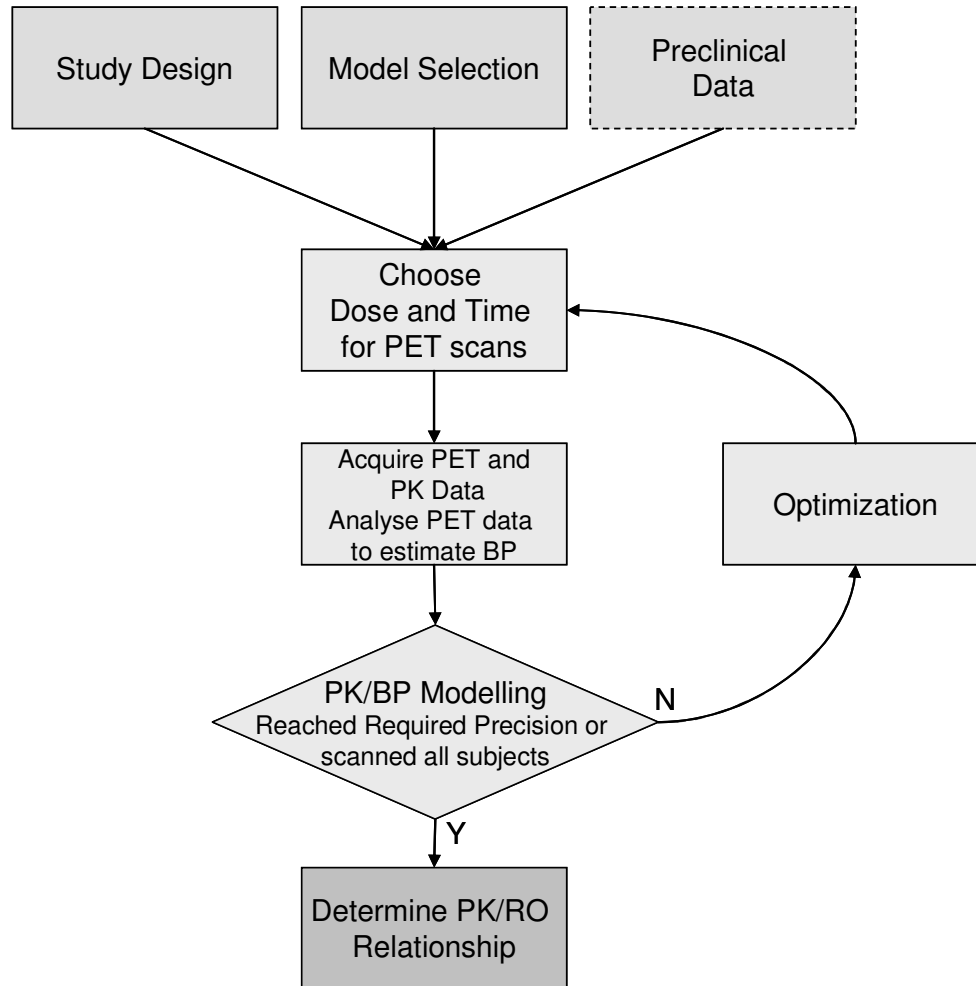 Study Design
Model Selection
Preclinical
Data
Choose
Dose and Time
for PET scans
Acquire PET and
PK Data
Analyse PET data
to estimate BP
Optimization
PK/BP Modelling
Reached Required Precision or
scanned all subjects
N
Y
Determine PK/RO
Relationship